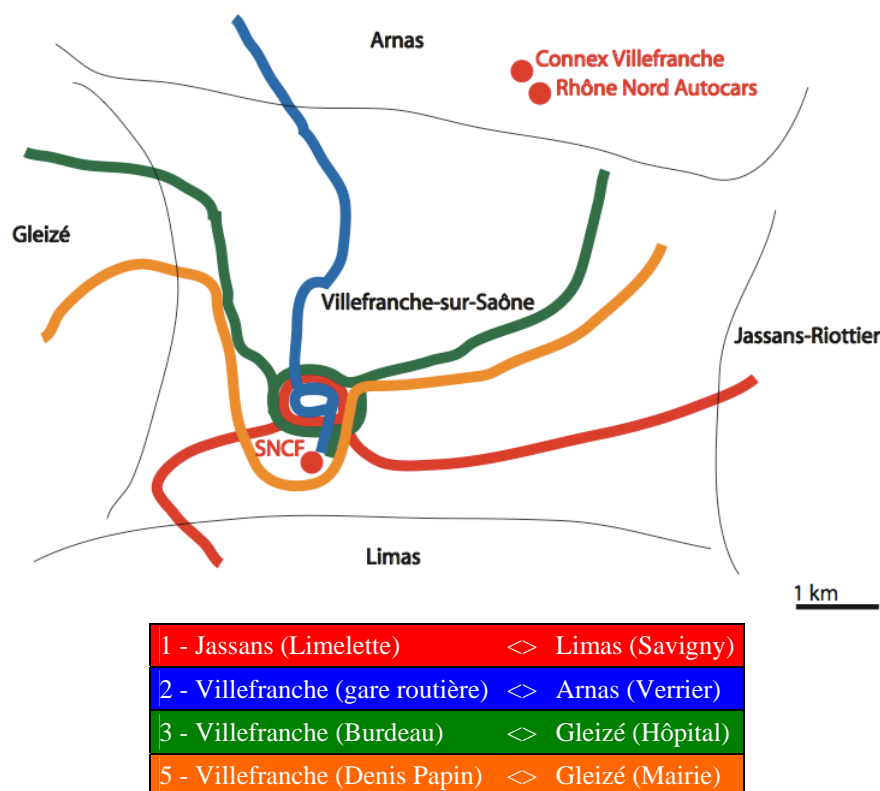 Arnas
Connex Villefranche
Rhône Nord Autocars
Gleizé
Villefranche-sur-Saône
Jassans-Riottier
SNCF
Limas
1 km
1 - Jassans (Limelette) <> Limas (Savigny)
2 - Villefranche (gare routière) <> Arnas (Verrier)
3 - Villefranche (Burdeau) <> Gleizé (Hôpital)
5 - Villefranche (Denis Papin) <> Gleizé (Mairie)